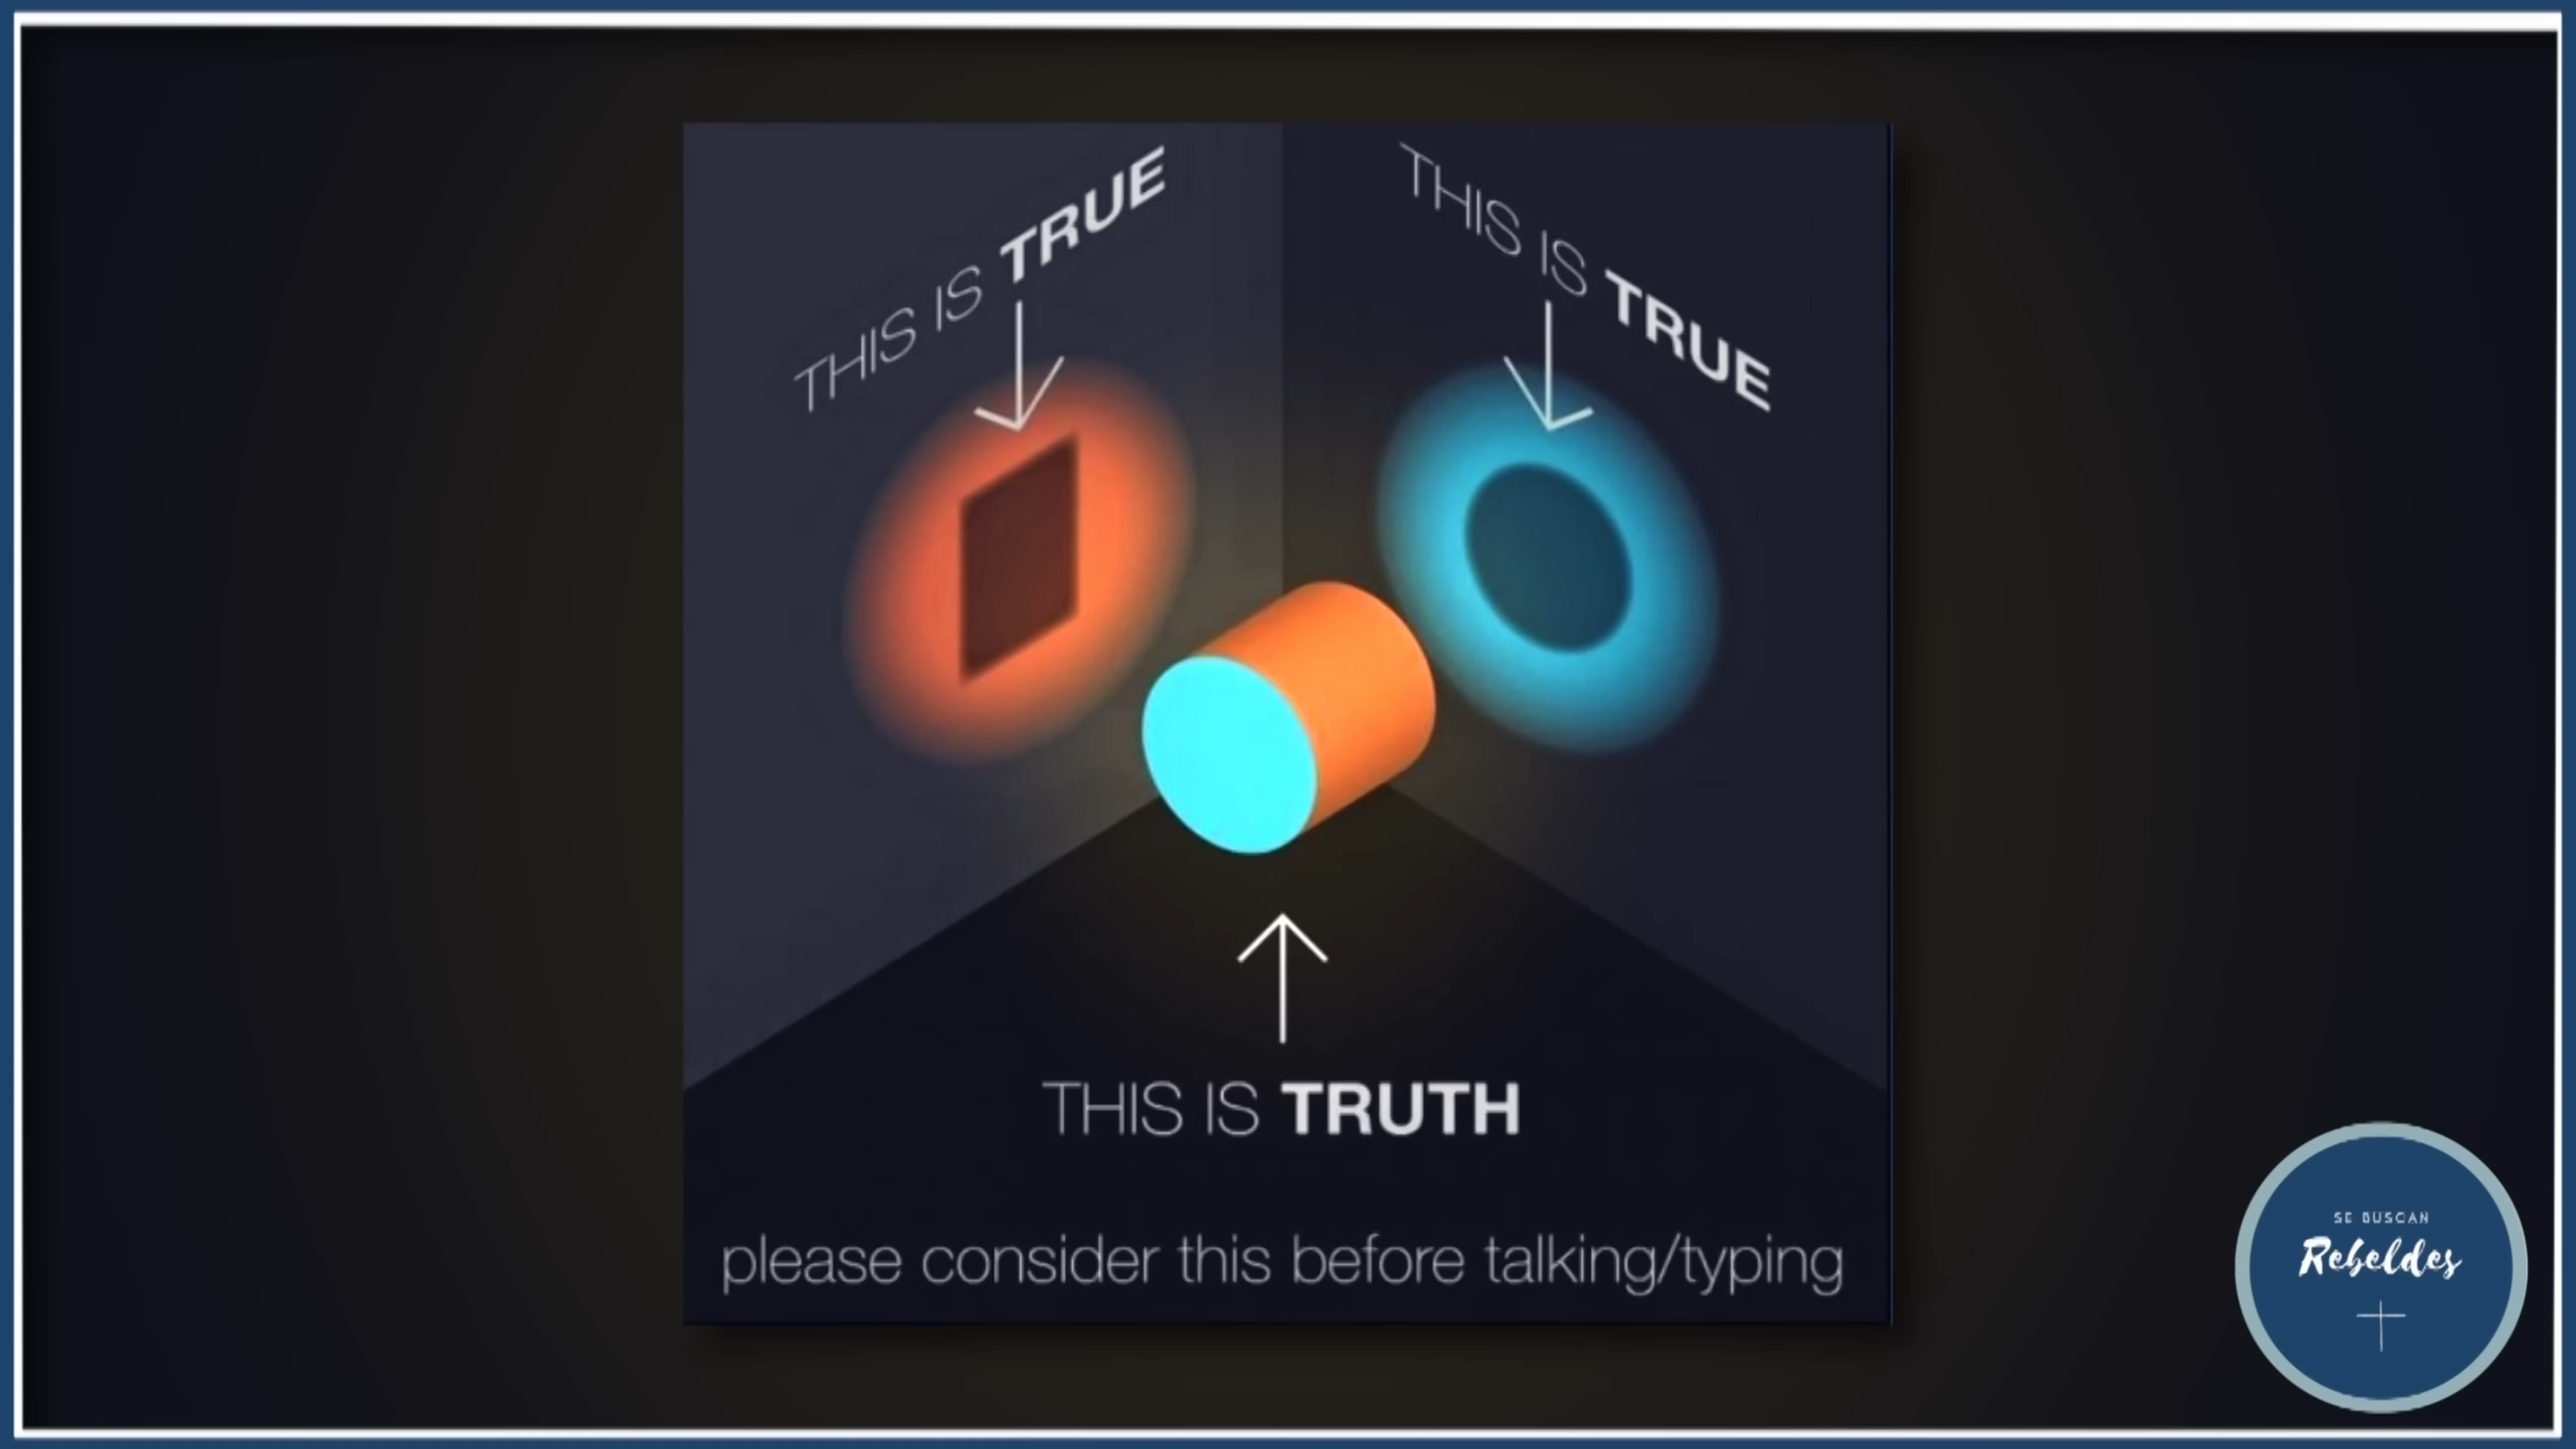 THIS IS TRUE
THIS IS TRUE
THIS IS TRUTH
please consider this before talking/typing
SE BUSCAN
Rebeldes